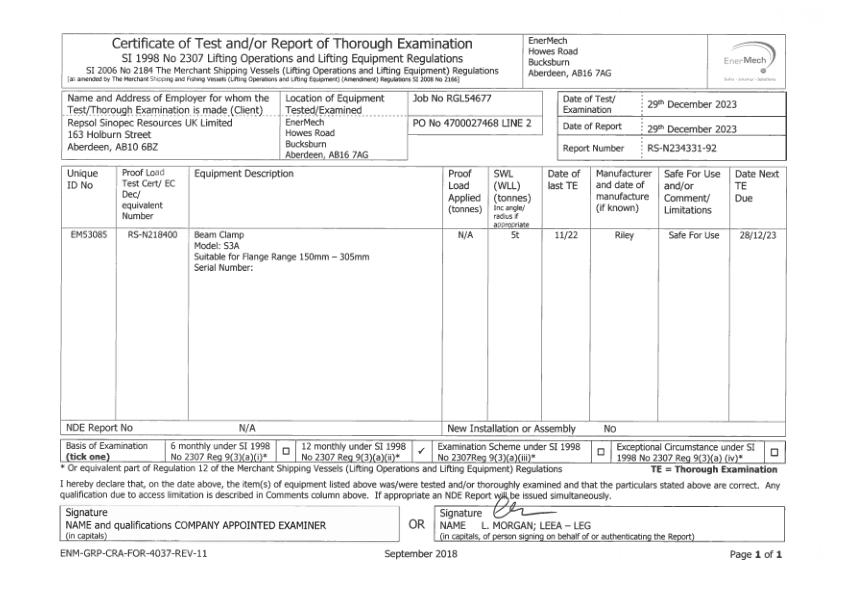 Certificate of Test and/or Report of Thorough Examination
SI 1998 No 2307 Lifting Operations and Lifting Equipment Regulations
SI 2006 No 2184 The Merchant Shipping Vessels (Lifting Operations and Lifting Equipment) Regulations
[as amended by The Merchant Shipping and Fishing Vessels (Lifting Operations and Lifting Equipment) (Amendment) Regulations SI 2008 No 2166]
EnerMech
Howes Road
Bucksburn
Aberdeen, AB16 7AG
EnerMech
Name and Address of Employer for whom the
Test/Thorough Examination is made (Client)
Repsol Sinopec Resources UK Limited
163 Holburn Street
Aberdeen, AB10 6BZ
Location of Equipment
Tested/Examined
EnerMech
Howes Road
Bucksburn
Aberdeen, AB16 7AG
Job No RGL54677
PO No 4700027468 LINE 2
Date of Test/
Examination
29th December 2023
Date of Report
29th December 2023
Report Number
RS-N234331-92
Unique
ID No
Proof Load
Test Cert/ EC
Dec/
equivalent
Number
Equipment Description
Proof
Load
Applied
(tonnes)
SWL
(WLL)
(tonnes)
Inc angle/
radius if
appropriate
Date of
last TE
Manufacturer
and date of
manufacture
(if known)
Safe For Use
and/or
Comment/
Limitations
Date Next
TE
Due
EM53085
RS-N218400
Beam Clamp
Model: S3A
Suitable for Flange Range 150mm – 305mm
Serial Number:
N/A
5t
11/22
Riley
Safe For Use
28/12/23
NDE Report No
N/A
New Installation or Assembly
No
Basis of Examination
(tick one)
6 monthly under SI 1998
No 2307 Reg 9(3)(a)(i)*
☐
12 monthly under SI 1998
No 2307 Reg 9(3)(a)(ii)*
✓
Examination Scheme under SI 1998
No 2307Reg 9(3)(a)(iii)*
☐
Exceptional Circumstance under SI
1998 No 2307 Reg 9(3)(a) (iv)*
☐
* Or equivalent part of Regulation 12 of the Merchant Shipping Vessels (Lifting Operations and Lifting Equipment) Regulations
TE = Thorough Examination
I hereby declare that, on the date above, the item(s) of equipment listed above was/were tested and/or thoroughly examined and that the particulars stated above are correct. Any
qualification due to access limitation is described in Comments column above. If appropriate an NDE Report will be issued simultaneously.
Signature
NAME and qualifications COMPANY APPOINTED EXAMINER
(in capitals)
OR
Signature
NAME L. MORGAN; LEEA – LEG
(in capitals, of person signing on behalf of or authenticating the Report)
ENM-GRP-CRA-FOR-4037-REV-11
September 2018
Page 1 of 1